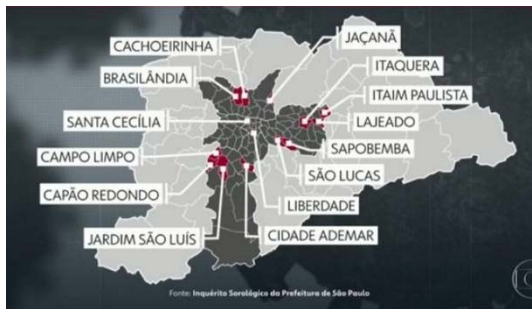 CACHOEIRINHA
JAÇANÃ
BRASILÂNDIA
ITAQUERA
ITAIM PAULISTA
SANTA CECÍLIA
LAJEADO
CAMPO LIMPO
SAPOBEMBA
CAPÃO REDONDO
SÃO LUCAS
LIBERDADE
JARDIM SÃO LUÍS
CIDADE ADEMAR
Fonte: Inquérito Sorológico da Prefeitura de São Paulo